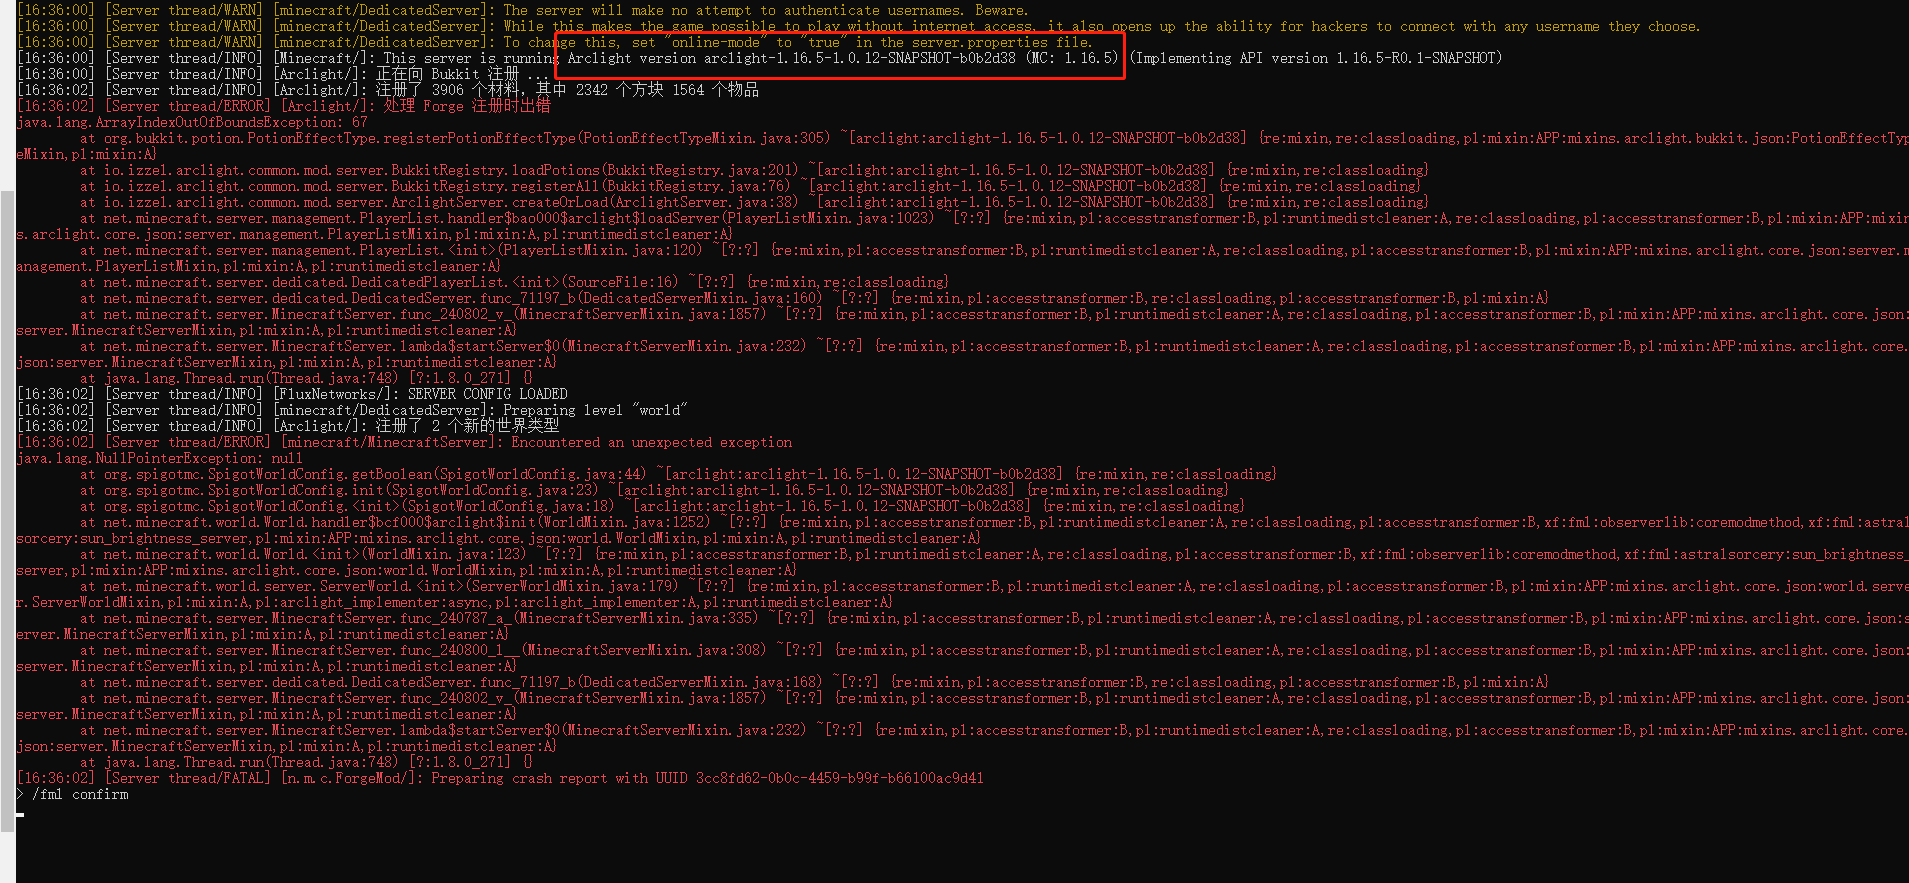 [16:36:00] [Server thread/WARN] [minecraft/DedicatedServer]: The server will make no attempt to authenticate usernames. Beware.
[16:36:00] [Server thread/WARN] [minecraft/DedicatedServer]: While this makes the game possible to play without internet access, it also opens up the ability for hackers to connect with any username they choose.
[16:36:00] [Server thread/WARN] [minecraft/DedicatedServer]: To change this, set "online-mode" to "true" in the server.properties file.
[16:36:00] [Server thread/INFO] [Minecraft/]: This server is running Arclight version arclight-1.16.5-1.0.12-SNAPSHOT-b0b2d38 (MC: 1.16.5) (Implementing API version 1.16.5-R0.1-SNAPSHOT)
[16:36:00] [Server thread/INFO] [Arclight/]: 正在向 Bukkit 注册 ...
[16:36:02] [Server thread/INFO] [Arclight/]: 注册了 3906 个材料，其中 2342 个方块 1564 个物品
[16:36:02] [Server thread/ERROR] [Arclight/]: 处理 Forge 注册时出错
java.lang.ArrayIndexOutOfBoundsException: 67
at org.bukkit.potion.PotionEffectType.registerPotionEffectType(PotionEffectTypeMixin.java:305) ~[arclight:arclight-1.16.5-1.0.12-SNAPSHOT-b0b2d38] {re:mixin,re:classloading,pl:mixin:APP:mixins.arclight.bukkit.json:PotionEffectTyp
eMixin,pl:mixin:A}
at io.izzel.arclight.common.mod.server.BukkitRegistry.loadPotions(BukkitRegistry.java:201) ~[arclight:arclight-1.16.5-1.0.12-SNAPSHOT-b0b2d38] {re:mixin,re:classloading}
at io.izzel.arclight.common.mod.server.BukkitRegistry.registerAll(BukkitRegistry.java:76) ~[arclight:arclight-1.16.5-1.0.12-SNAPSHOT-b0b2d38] {re:mixin,re:classloading}
at io.izzel.arclight.common.mod.server.ArclightServer.createOrLoad(ArclightServer.java:38) ~[arclight:arclight-1.16.5-1.0.12-SNAPSHOT-b0b2d38] {re:mixin,re:classloading}
at net.minecraft.server.management.PlayerList.handler$bao000$arclight$loadServer(PlayerListMixin.java:1023) ~[?:?] {re:mixin,pl:accesstransformer:B,pl:runtimedistcleaner:A,re:classloading,pl:accesstransformer:B,pl:mixin:APP:mixin
s.arclight.core.json:server.management.PlayerListMixin,pl:mixin:A,pl:runtimedistcleaner:A}
at net.minecraft.server.management.PlayerList.<init>(PlayerListMixin.java:120) ~[?:?] {re:mixin,pl:accesstransformer:B,pl:runtimedistcleaner:A,re:classloading,pl:accesstransformer:B,pl:mixin:APP:mixins.arclight.core.json:server.m
anagement.PlayerListMixin,pl:mixin:A,pl:runtimedistcleaner:A}
at net.minecraft.server.dedicated.DedicatedPlayerList.<init>(SourceFile:16) ~[?:?] {re:mixin,re:classloading}
at net.minecraft.server.dedicated.DedicatedServer.func_71197_b(DedicatedServerMixin.java:160) ~[?:?] {re:mixin,pl:accesstransformer:B,re:classloading,pl:accesstransformer:B,pl:mixin:A}
at net.minecraft.server.MinecraftServer.func_240802_v_(MinecraftServerMixin.java:1857) ~[?:?] {re:mixin,pl:accesstransformer:B,pl:runtimedistcleaner:A,re:classloading,pl:accesstransformer:B,pl:mixin:APP:mixins.arclight.core.json:
server.MinecraftServerMixin,pl:mixin:A,pl:runtimedistcleaner:A}
at net.minecraft.server.MinecraftServer.lambda$startServer$0(MinecraftServerMixin.java:232) ~[?:?] {re:mixin,pl:accesstransformer:B,pl:runtimedistcleaner:A,re:classloading,pl:accesstransformer:B,pl:mixin:APP:mixins.arclight.core.
json:server.MinecraftServerMixin,pl:mixin:A,pl:runtimedistcleaner:A}
at java.lang.Thread.run(Thread.java:748) [?:1.8.0_271] {}
[16:36:02] [Server thread/INFO] [FluxNetworks/]: SERVER CONFIG LOADED
[16:36:02] [Server thread/INFO] [minecraft/DedicatedServer]: Preparing level "world"
[16:36:02] [Server thread/INFO] [Arclight/]: 注册了 2 个新的世界类型
[16:36:02] [Server thread/ERROR] [minecraft/MinecraftServer]: Encountered an unexpected exception
java.lang.NullPointerException: null
at org.spigotmc.SpigotWorldConfig.getBoolean(SpigotWorldConfig.java:44) ~[arclight:arclight-1.16.5-1.0.12-SNAPSHOT-b0b2d38] {re:mixin,re:classloading}
at org.spigotmc.SpigotWorldConfig.init(SpigotWorldConfig.java:23) ~[arclight:arclight-1.16.5-1.0.12-SNAPSHOT-b0b2d38] {re:mixin,re:classloading}
at org.spigotmc.SpigotWorldConfig.<init>(SpigotWorldConfig.java:18) ~[arclight:arclight-1.16.5-1.0.12-SNAPSHOT-b0b2d38] {re:mixin,re:classloading}
at net.minecraft.world.World.handler$bcf000$arclight$init(WorldMixin.java:1252) ~[?:?] {re:mixin,pl:accesstransformer:B,pl:runtimedistcleaner:A,re:classloading,pl:accesstransformer:B,xf:fml:observerlib:coremodmethod,xf:fml:astral
sorcery:sun_brightness_server,pl:mixin:APP:mixins.arclight.core.json:world.WorldMixin,pl:mixin:A,pl:runtimedistcleaner:A}
at net.minecraft.world.World.<init>(WorldMixin.java:123) ~[?:?] {re:mixin,pl:accesstransformer:B,pl:runtimedistcleaner:A,re:classloading,pl:accesstransformer:B,xf:fml:observerlib:coremodmethod,xf:fml:astralsorcery:sun_brightness_
server,pl:mixin:APP:mixins.arclight.core.json:world.WorldMixin,pl:mixin:A,pl:runtimedistcleaner:A}
at net.minecraft.world.server.ServerWorld.<init>(ServerWorldMixin.java:179) ~[?:?] {re:mixin,pl:accesstransformer:B,pl:runtimedistcleaner:A,re:classloading,pl:accesstransformer:B,pl:mixin:APP:mixins.arclight.core.json:world.serve
r.ServerWorldMixin,pl:mixin:A,pl:arclight_implementer:async,pl:arclight_implementer:A,pl:runtimedistcleaner:A}
at net.minecraft.server.MinecraftServer.func_240787_a_(MinecraftServerMixin.java:335) ~[?:?] {re:mixin,pl:accesstransformer:B,pl:runtimedistcleaner:A,re:classloading,pl:accesstransformer:B,pl:mixin:APP:mixins.arclight.core.json:s
erver.MinecraftServerMixin,pl:mixin:A,pl:runtimedistcleaner:A}
at net.minecraft.server.MinecraftServer.func_240800_l__(MinecraftServerMixin.java:308) ~[?:?] {re:mixin,pl:accesstransformer:B,pl:runtimedistcleaner:A,re:classloading,pl:accesstransformer:B,pl:mixin:APP:mixins.arclight.core.json:
server.MinecraftServerMixin,pl:mixin:A,pl:runtimedistcleaner:A}
at net.minecraft.server.dedicated.DedicatedServer.func_71197_b(DedicatedServerMixin.java:168) ~[?:?] {re:mixin,pl:accesstransformer:B,re:classloading,pl:accesstransformer:B,pl:mixin:A}
at net.minecraft.server.MinecraftServer.func_240802_v_(MinecraftServerMixin.java:1857) ~[?:?] {re:mixin,pl:accesstransformer:B,pl:runtimedistcleaner:A,re:classloading,pl:accesstransformer:B,pl:mixin:APP:mixins.arclight.core.json:
server.MinecraftServerMixin,pl:mixin:A,pl:runtimedistcleaner:A}
at net.minecraft.server.MinecraftServer.lambda$startServer$0(MinecraftServerMixin.java:232) ~[?:?] {re:mixin,pl:accesstransformer:B,pl:runtimedistcleaner:A,re:classloading,pl:accesstransformer:B,pl:mixin:APP:mixins.arclight.core.
json:server.MinecraftServerMixin,pl:mixin:A,pl:runtimedistcleaner:A}
at java.lang.Thread.run(Thread.java:748) [?:1.8.0_271] {}
[16:36:02] [Server thread/FATAL] [n.m.c.ForgeMod/]: Preparing crash report with UUID 3cc8fd62-0b0c-4459-b99f-b66100ac9d41
> /fml confirm